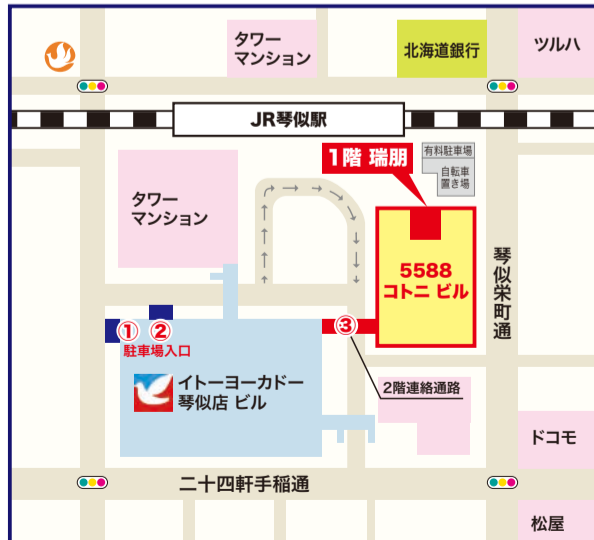 タワー
マンション
北海道銀行
ツルハ
JR琴似駅
1階 瑞朋
有料駐車場
自転車
置き場
タワー
マンション
5588
コトニ ビル
琴似栄町通
① ②
駐車場入口
③
イトーヨーカドー
琴似店 ビル
2階連絡通路
ドコモ
二十四軒手稲通
松屋